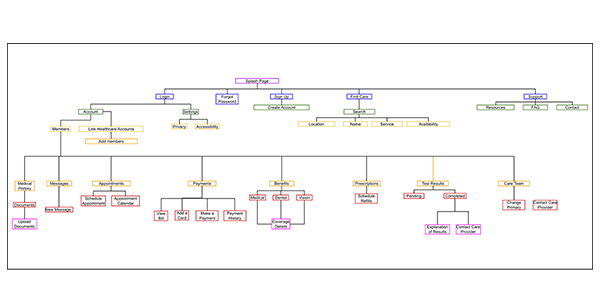 Splash Page
Login
Forgot
Password
Sign Up
Find Care
Support
Account
Settings
Create Account
Search
Resources
FAQ
Contact
Members
Link Healthcare Accounts
Add members
Privacy
Accessibility
Location
Name
Service
Availability
Medical
History
Messages
Appointments
Payments
Benefits
Prescriptions
Test Results
Care Team
Documents
Upload
Documents
New Message
Schedule
Appointment
Appointment
Calendar
View
Bill
Add a
Card
Make a
Payment
Payment
History
Medical
Dental
Vision
Coverage
Details
Schedule
Refills
Pending
Completed
Explanation
of Results
Contact Care
Provider
Change
Primary
Contact Care
Provider